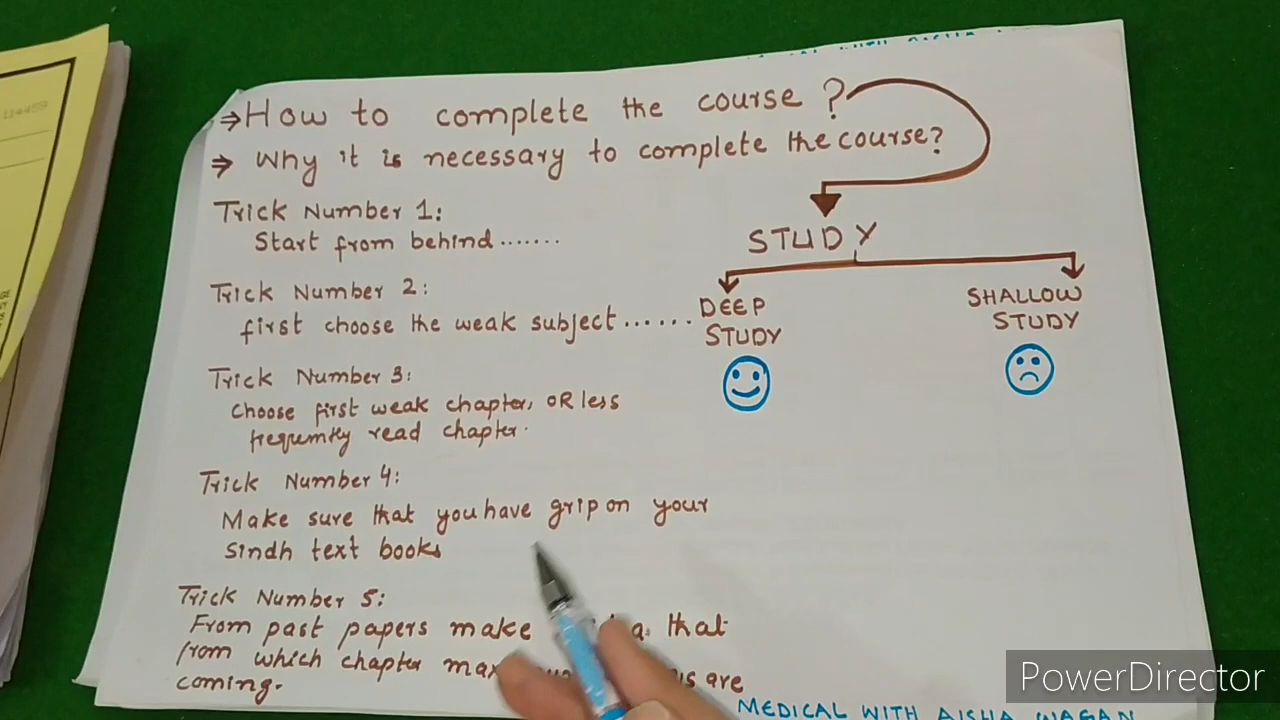 ⇒ How to complete the course?
⇒ Why it is necessary to complete the course?
Trick Number 1:
Start from behind.......
Trick Number 2:
first choose the weak subject......
Trick Number 3:
Choose first weak chapter, OR less
frequmtly read chapter.
Trick Number 4:
Make sure that you have grip on your
Sindh text books
Trick Number 5:
From past papers make that
from which chapter are
coming.
STUDY
DEEP
STUDY
SHALLOW
STUDY
MEDICAL WITH AISHA WAGAN
114459
PowerDirector